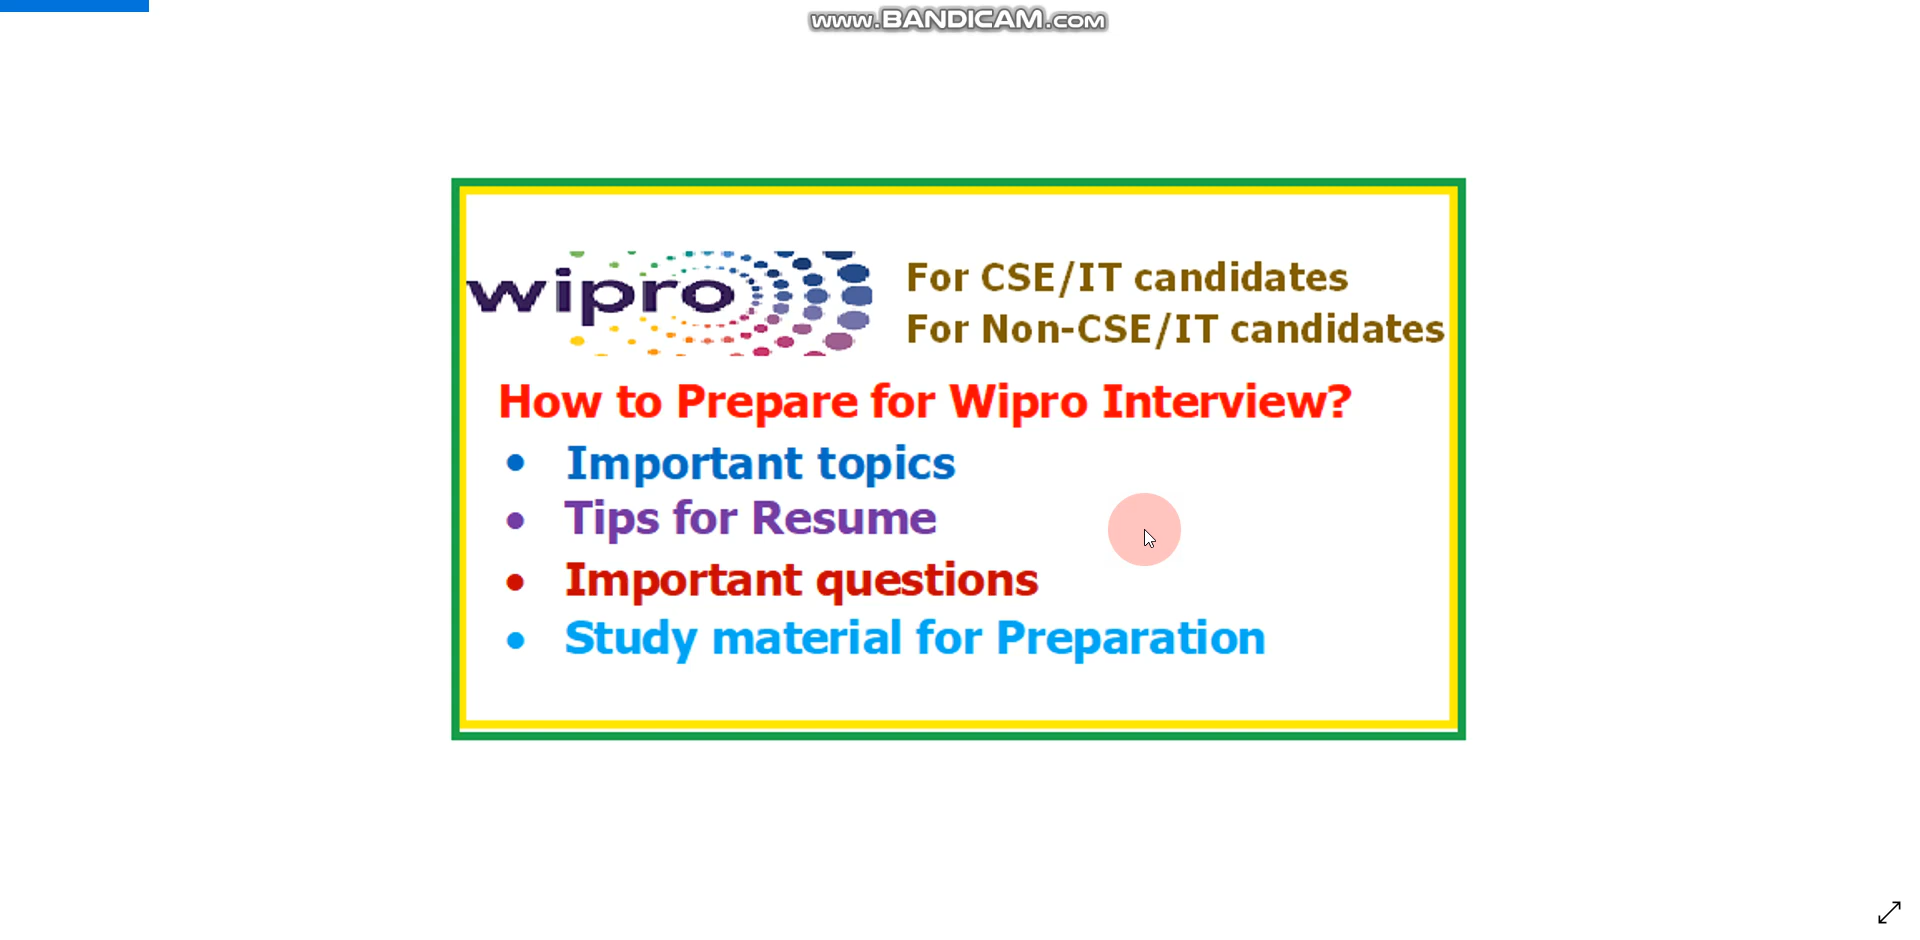 www.BANDICAM.com
wipro
For CSE/IT candidates
For Non-CSE/IT candidates
How to Prepare for Wipro Interview?
• Important topics
• Tips for Resume
• Important questions
• Study material for Preparation